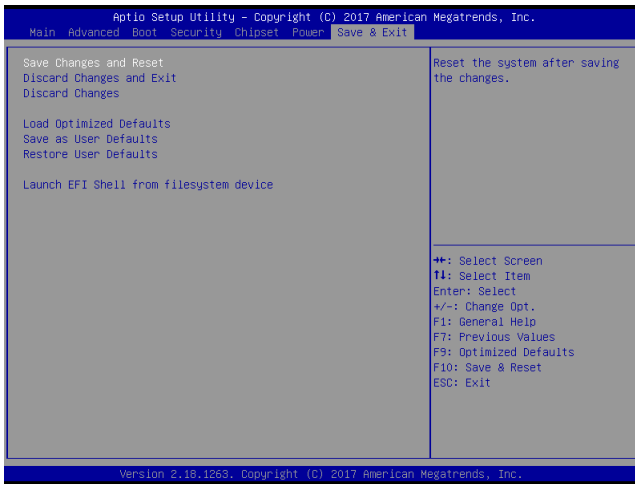 Aptio Setup Utility – Copyright (C) 2017 American Megatrends, Inc.
Main Advanced Boot Security Chipset Power Save & Exit
Save Changes and Reset
Discard Changes and Exit
Discard Changes
Load Optimized Defaults
Save as User Defaults
Restore User Defaults
Launch EFI Shell from filesystem device
Reset the system after saving
the changes.
→←: Select Screen
↑↓: Select Item
Enter: Select
+/-: Change Opt.
F1: General Help
F7: Previous Values
F9: Optimized Defaults
F10: Save & Reset
ESC: Exit
Version 2.18.1263. Copyright (C) 2017 American Megatrends, Inc.